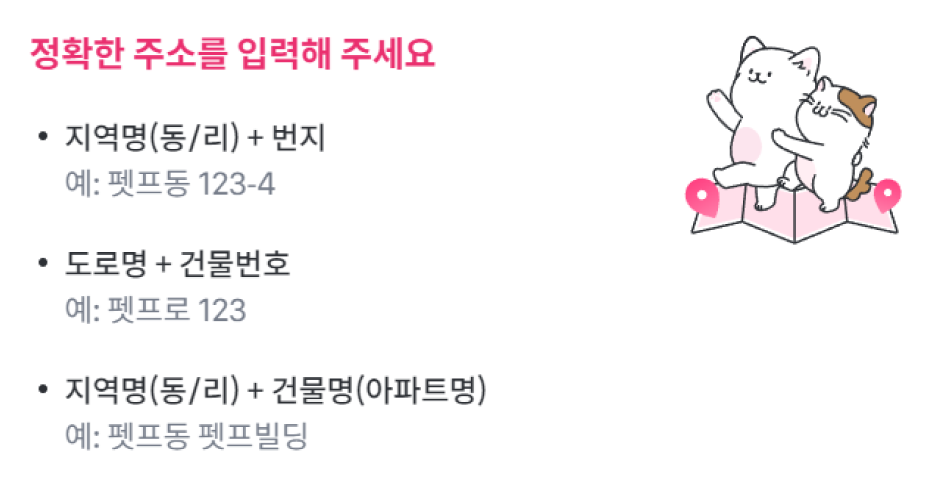 정확한 주소를 입력해 주세요
• 지역명(동/리) + 번지
예: 펫프동 123-4
• 도로명 + 건물번호
예: 펫프로 123
• 지역명(동/리) + 건물명(아파트명)
예: 펫프동 펫프빌딩